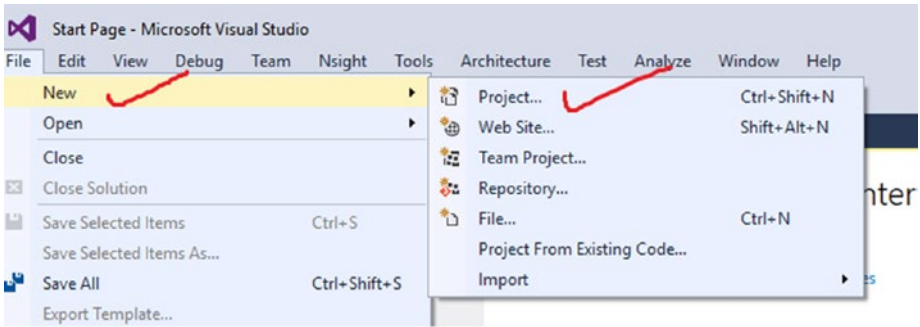 Start Page - Microsoft Visual Studio
File Edit View Debug Team Nsight Tools Architecture Test Analyze Window Help
New
Open
Close
Close Solution
Save Selected Items Ctrl+S
Save Selected Items As...
Save All Ctrl+Shift+S
Export Template...
Project... Ctrl+Shift+N
Web Site... Shift+Alt+N
Team Project...
Repository...
File... Ctrl+N
Project From Existing Code...
Import
nter
es